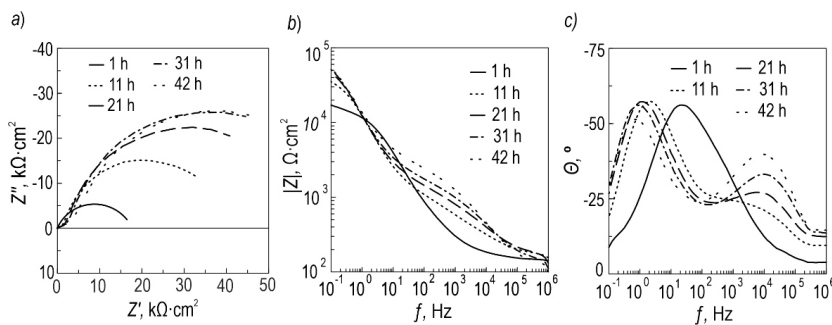 a)
-40
-30
-20
-10
0
10
0 10 20 30 40 50
Z", kΩ·cm²
Z', kΩ·cm²
1 h
11 h
21 h
31 h
42 h
b)
10⁵
10⁴
10³
10²
10⁻¹ 10⁰ 10¹ 10² 10³ 10⁴ 10⁵ 10⁶
|Z|, Ω·cm²
f, Hz
1 h
11 h
21 h
31 h
42 h
c)
-75
-50
-25
0
10⁻¹ 10⁰ 10¹ 10² 10³ 10⁴ 10⁵ 10⁶
Θ, º
f, Hz
1 h
11 h
21 h
31 h
42 h